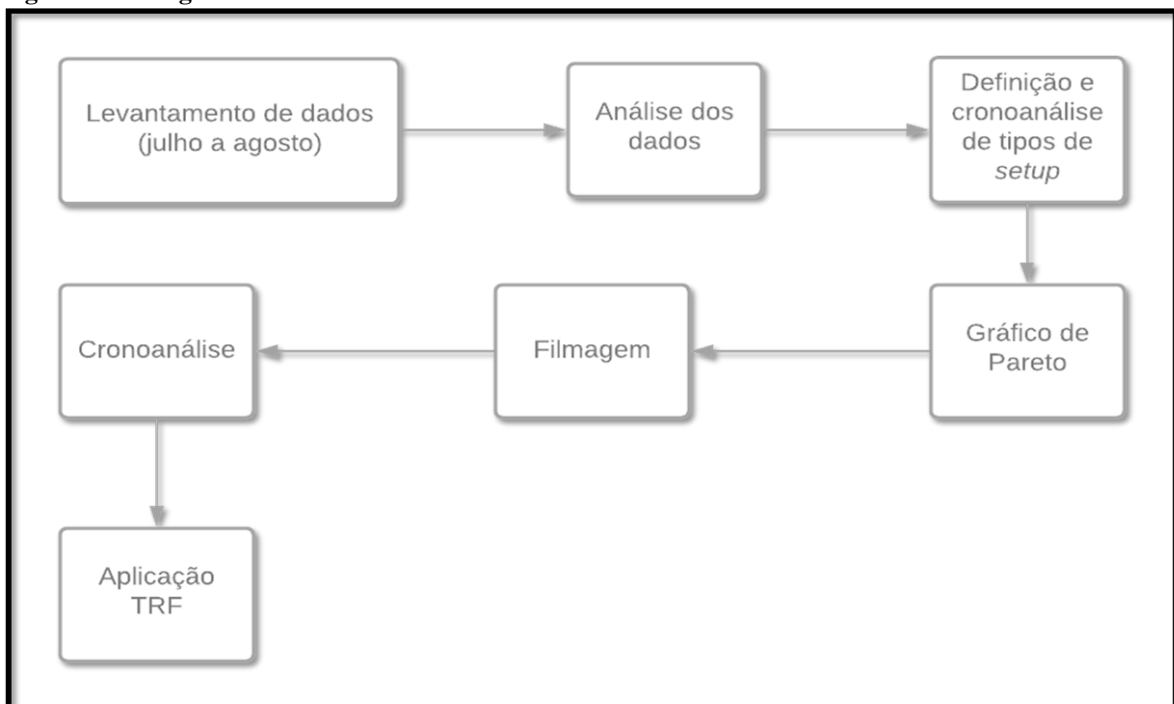 Levantamento de dados
(julho a agosto)
Análise dos
dados
Definição e
cronoanálise
de tipos de
setup
Gráfico de
Pareto
Filmagem
Cronoanálise
Aplicação
TRF